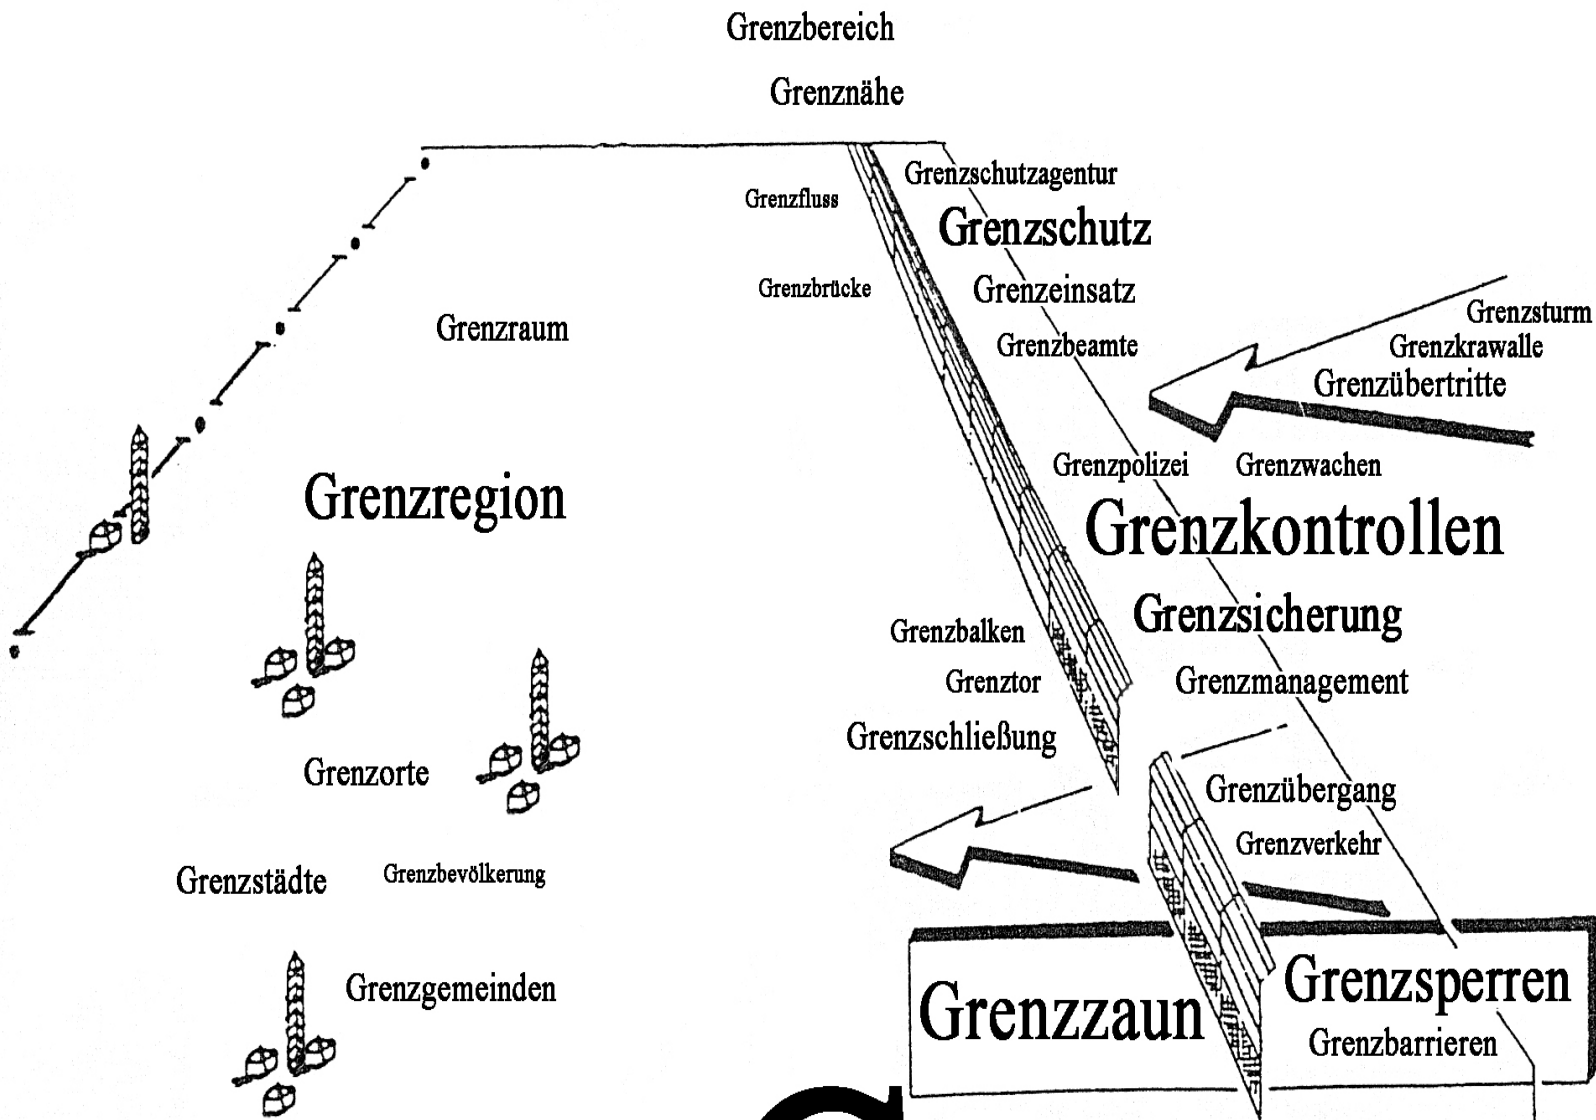 Grenzbereich
Grenznähe
Grenzschutzagentur
Grenzfluss
Grenzschutz
Grenzbrücke
Grenzeinsatz
Grenzsturm
Grenzraum
Grenzbeamte
Grenzkrawalle
Grenzübertritte
Grenzpolizei Grenzwachen
Grenzregion
Grenzkontrollen
Grenzsicherung
Grenzbalken
Grenztor
Grenzmanagement
Grenzschließung
Grenzorte
Grenzübergang
Grenzverkehr
Grenzstädte Grenzbevölkerung
Grenzgemeinden
Grenzzaun
Grenzsperren
Grenzbarrieren